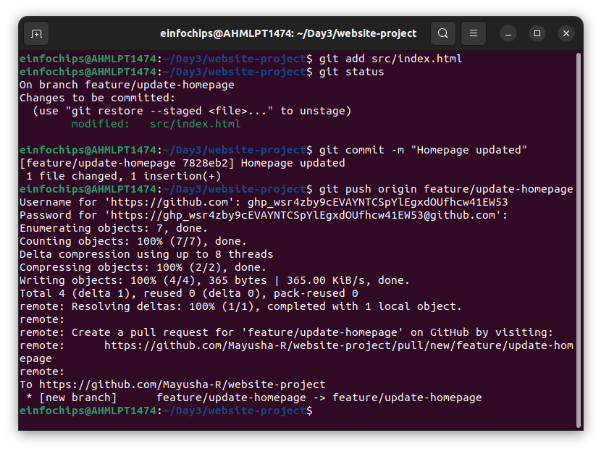 einfochips@AHMLPT1474: ~/Day3/website-project
einfochips@AHMLPT1474:~/Day3/website-project$ git add src/index.html
einfochips@AHMLPT1474:~/Day3/website-project$ git status
On branch feature/update-homepage
Changes to be committed:
  (use "git restore --staged <file>..." to unstage)
        modified:   src/index.html
einfochips@AHMLPT1474:~/Day3/website-project$ git commit -m "Homepage updated"
[feature/update-homepage 7828eb2] Homepage updated
 1 file changed, 1 insertion(+)
einfochips@AHMLPT1474:~/Day3/website-project$ git push origin feature/update-homepage
Username for 'https://github.com': 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
Password for 'https://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@github.com':
Enumerating objects: 7, done.
Counting objects: 100% (7/7), done.
Delta compression using up to 8 threads
Compressing objects: 100% (2/2), done.
Writing objects: 100% (4/4), 365 bytes | 365.00 KiB/s, done.
Total 4 (delta 1), reused 0 (delta 0), pack-reused 0
remote: Resolving deltas: 100% (1/1), completed with 1 local object.
remote:
remote: Create a pull request for 'feature/update-homepage' on GitHub by visiting:
remote:      https://github.com/Mayusha-R/website-project/pull/new/feature/update-hom
epage
remote:
To https://github.com/Mayusha-R/website-project
 * [new branch]      feature/update-homepage -> feature/update-homepage
einfochips@AHMLPT1474:~/Day3/website-project$